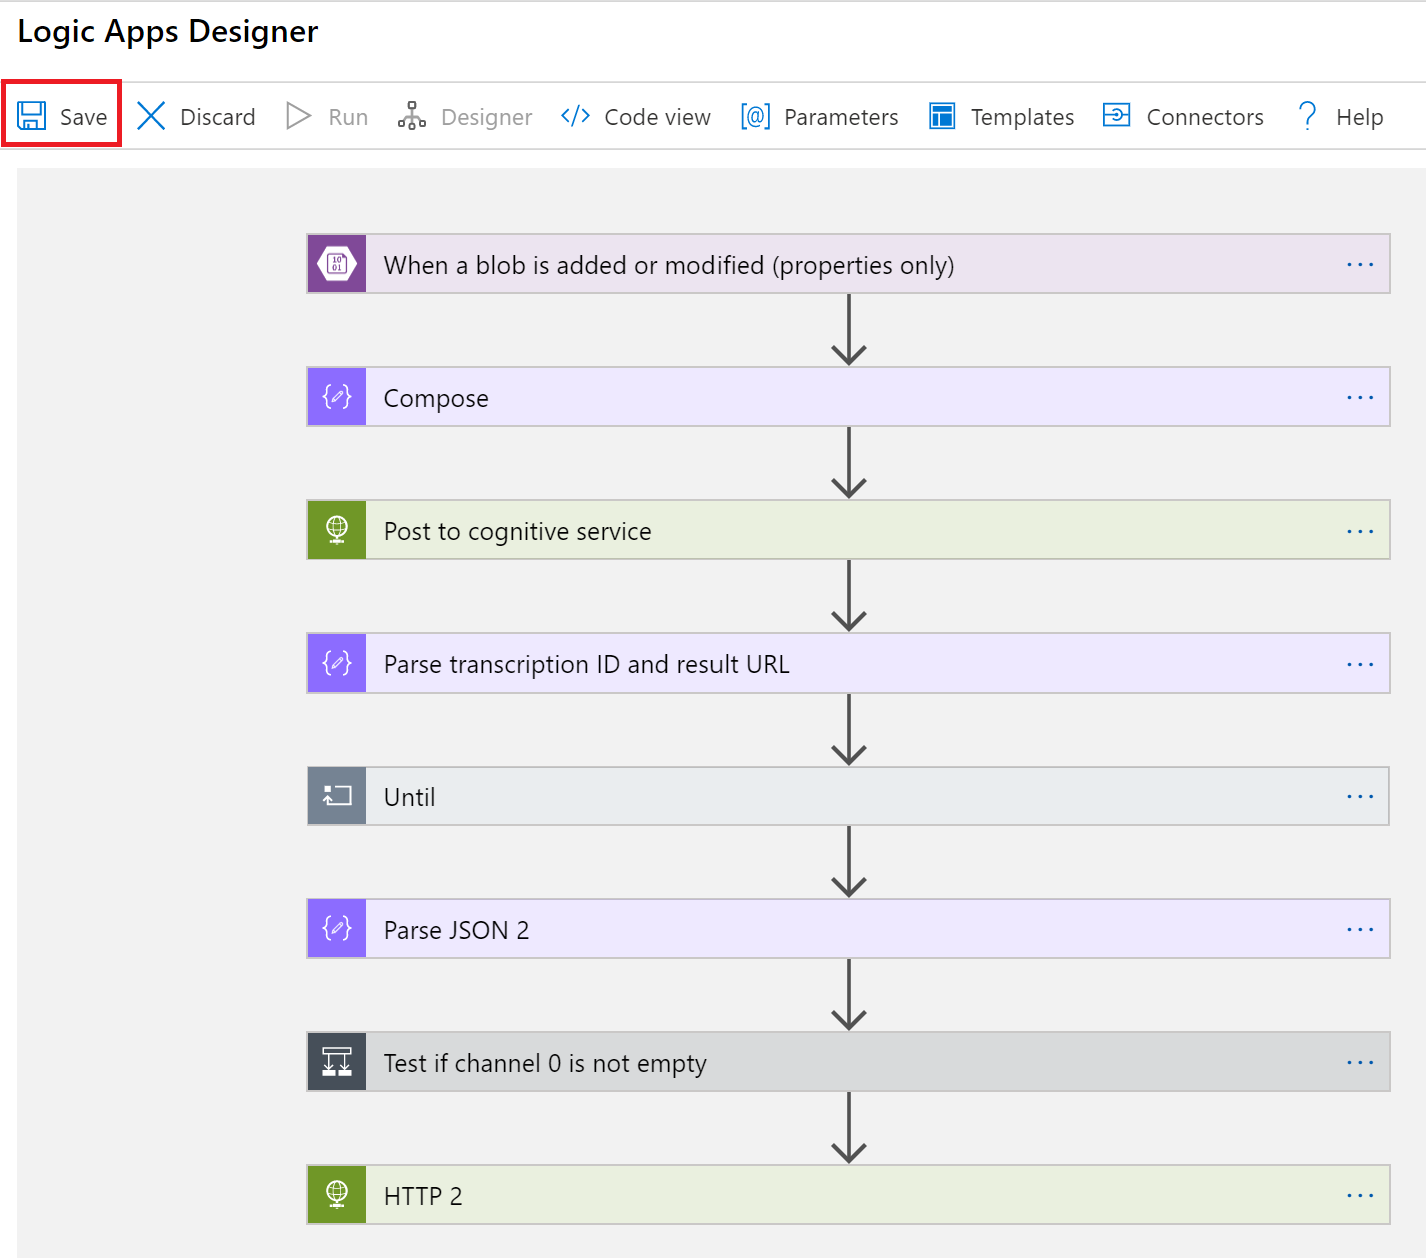 Logic Apps Designer
Save Discard Run Designer </> Code view [@] Parameters Templates Connectors ? Help
10
01
When a blob is added or modified (properties only) ...
Compose ...
Post to cognitive service ...
Parse transcription ID and result URL ...
Until ...
Parse JSON 2 ...
Test if channel 0 is not empty ...
HTTP 2 ...